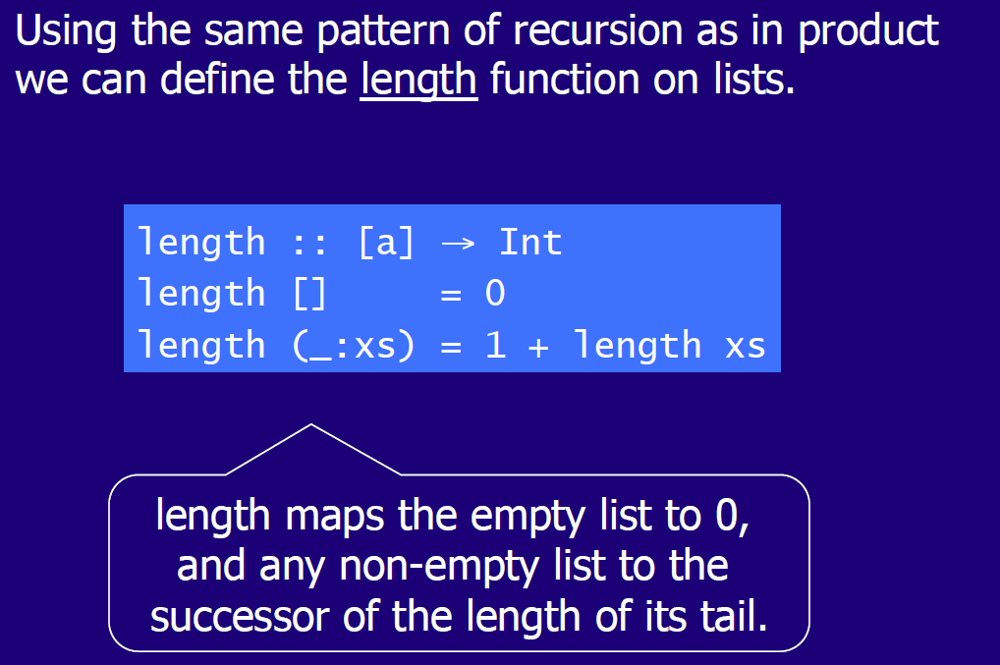 Using the same pattern of recursion as in product
we can define the length function on lists.
length :: [a] → Int
length []     = 0
length (_:xs) = 1 + length xs
length maps the empty list to 0,
and any non-empty list to the
successor of the length of its tail.